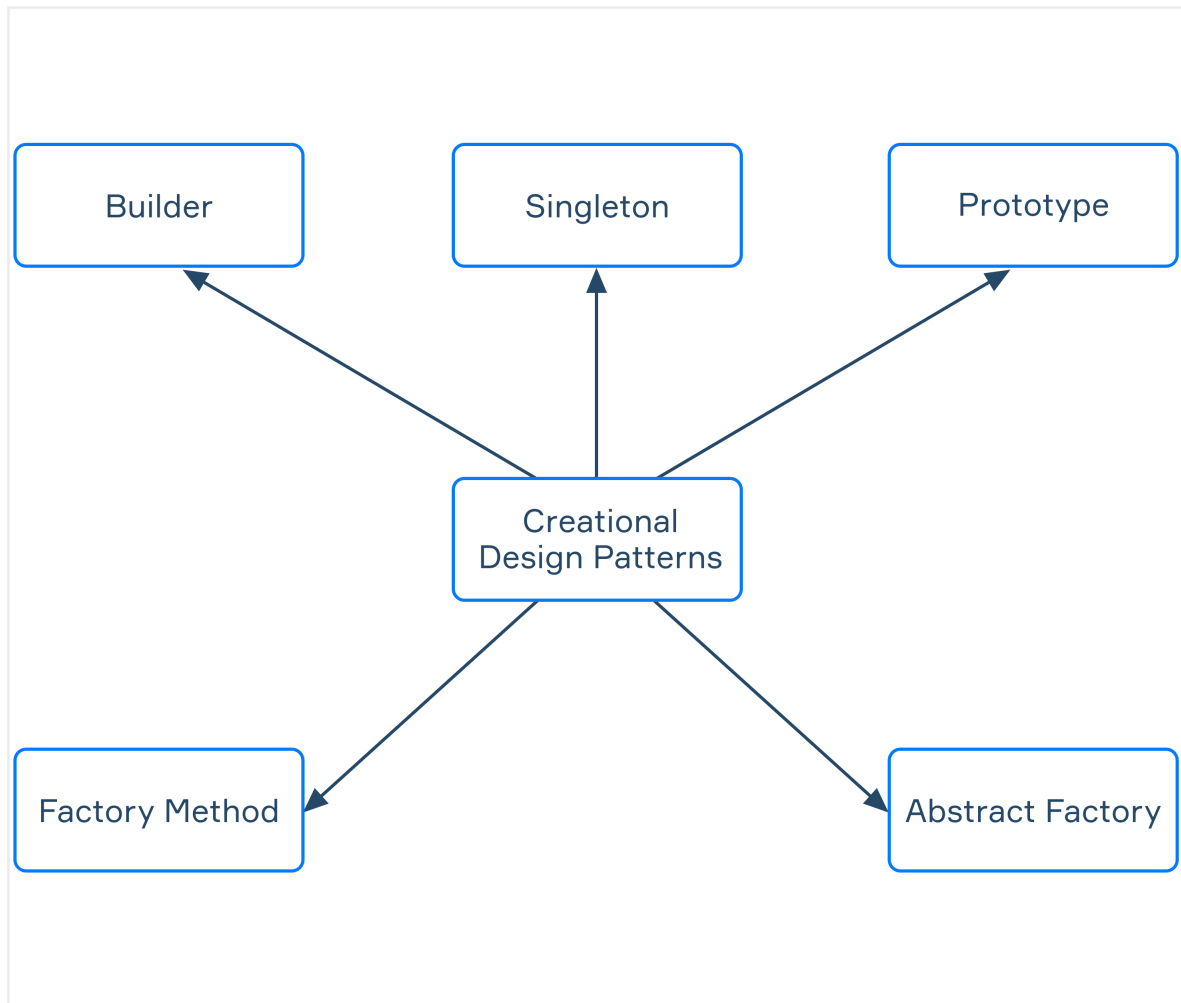 Builder
Singleton
Prototype
Creational
Design Patterns
Factory Method
Abstract Factory